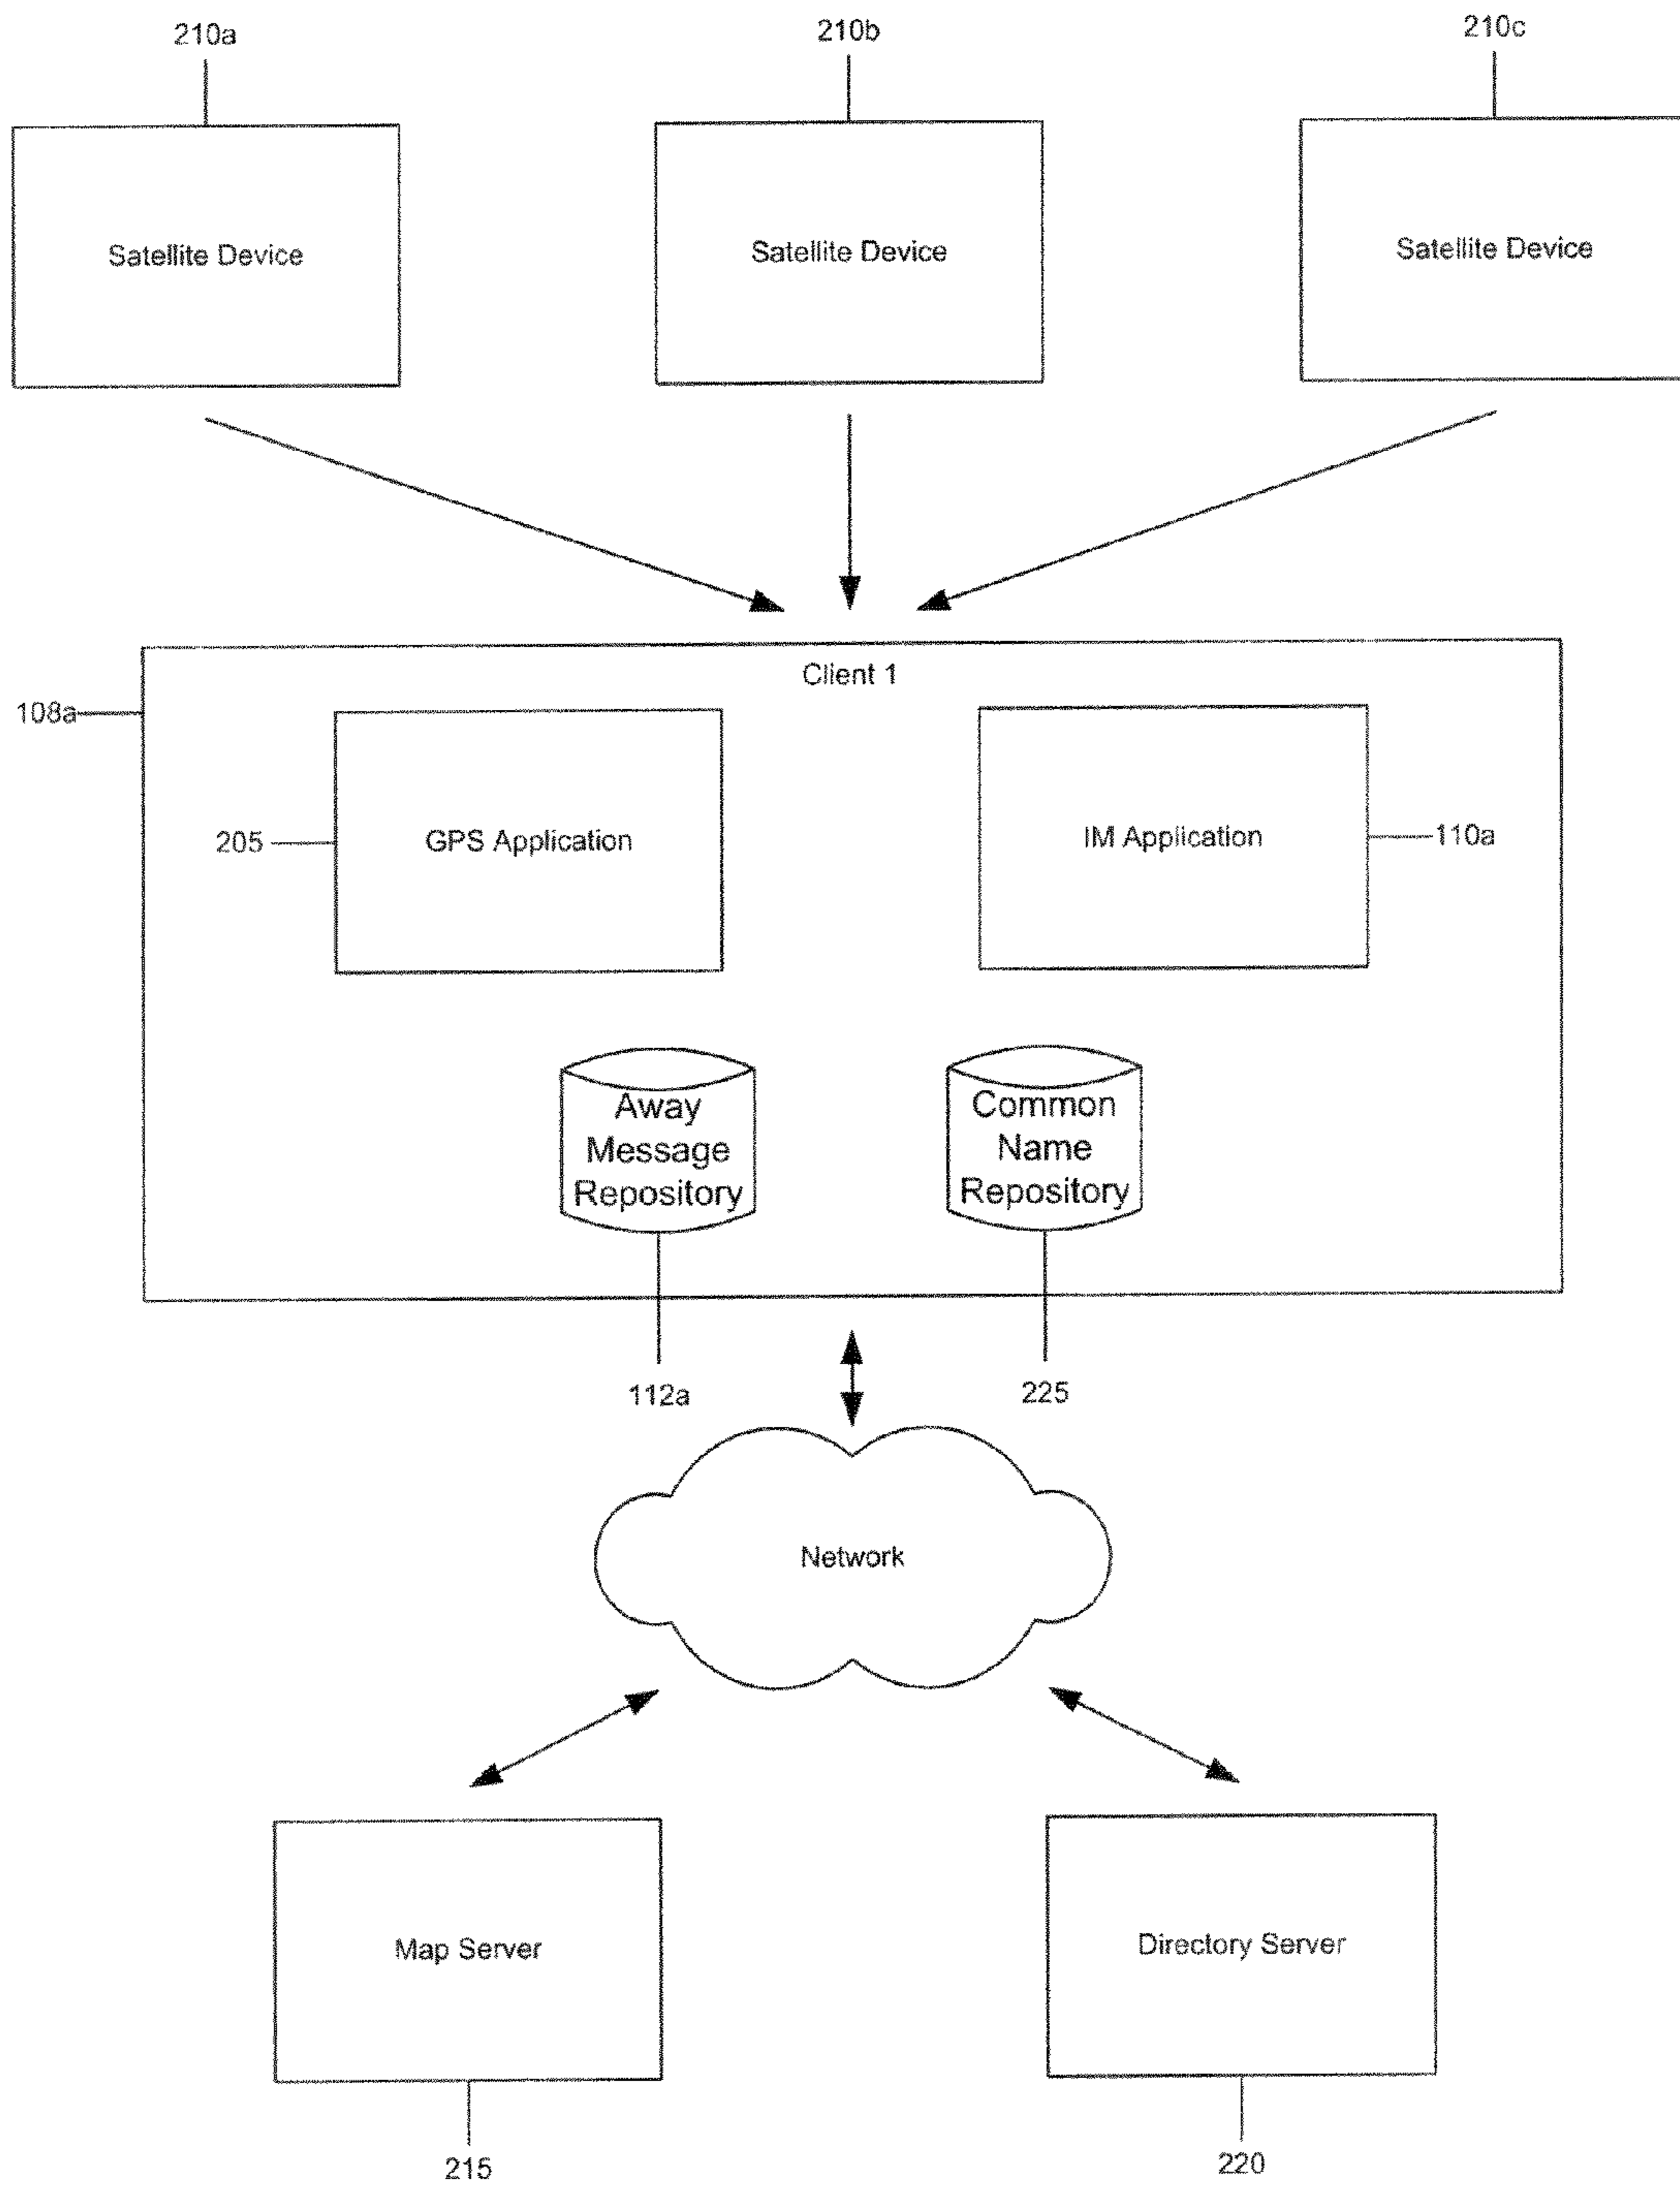 210a
210b
210c
Satellite Device
Satellite Device
Satellite Device
Client 1
108a
205
GPS Application
IM Application
110a
Away
Message
Repository
Common
Name
Repository
112a
225
Network
Map Server
Directory Server
215
220